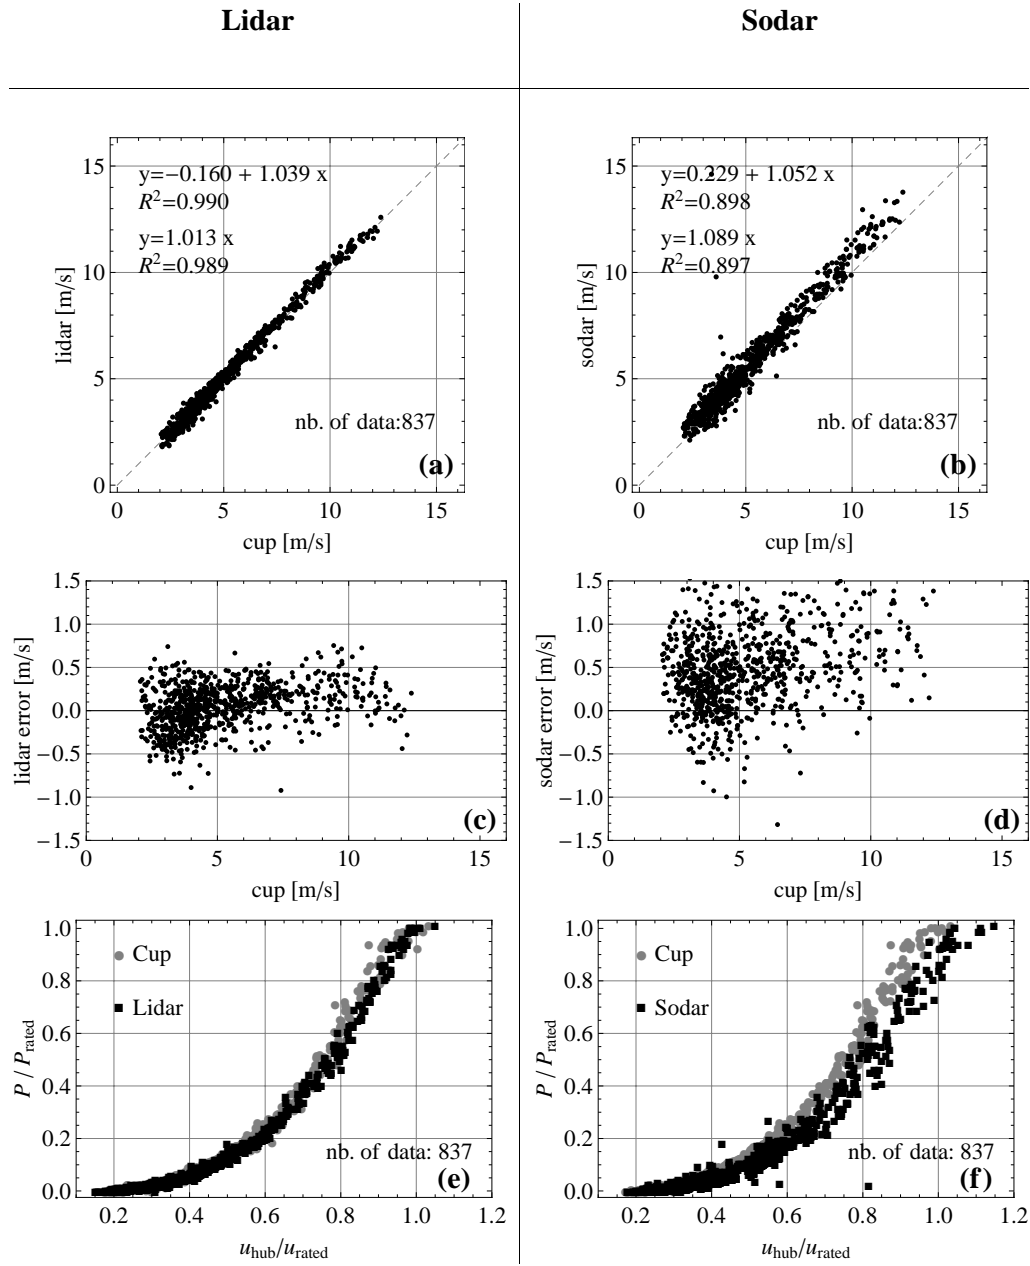 Lidar
Sodar
15
10
5
0
lidar [m/s]
y=−0.160 + 1.039 x
R²=0.990
y=1.013 x
R²=0.989
nb. of data:837
(a)
0 5 10 15
cup [m/s]
15
10
5
0
sodar [m/s]
y=0.229 + 1.052 x
R²=0.898
y=1.089 x
R²=0.897
nb. of data:837
(b)
0 5 10 15
cup [m/s]
1.5
1.0
0.5
0.0
−0.5
−1.0
−1.5
lidar error [m/s]
(c)
0 5 10 15
cup [m/s]
1.5
1.0
0.5
0.0
−0.5
−1.0
−1.5
sodar error [m/s]
(d)
0 5 10 15
cup [m/s]
1.0
0.8
0.6
0.4
0.2
0.0
P / P_rated
Cup
Lidar
nb. of data: 837
(e)
0.2 0.4 0.6 0.8 1.0 1.2
u_hub/u_rated
1.0
0.8
0.6
0.4
0.2
0.0
P / P_rated
Cup
Sodar
nb. of data: 837
(f)
0.2 0.4 0.6 0.8 1.0 1.2
u_hub/u_rated